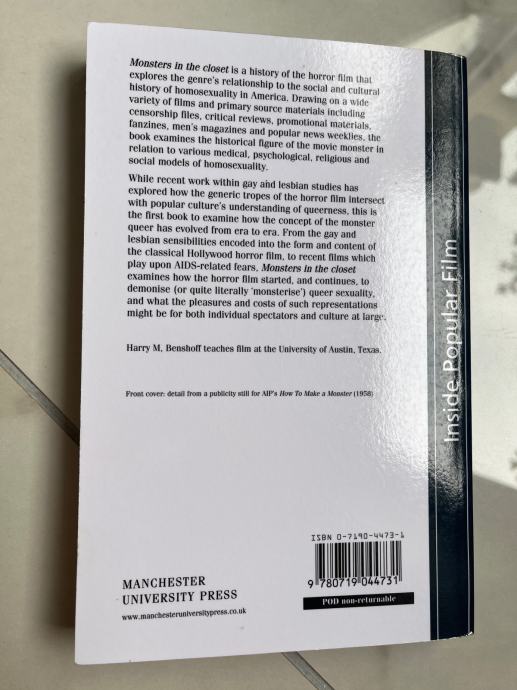 Monsters in the closet is a history of the horror film that
explores the genre's relationship to the social and cultural
history of homosexuality in America. Drawing on a wide
variety of films and primary source materials including
censorship files, critical reviews, promotional materials,
fanzines, men's magazines and popular news weeklies, the
book examines the historical figure of the movie monster in
relation to various medical, psychological, religious and
social models of homosexuality.
While recent work within gay and lesbian studies has
explored how the generic tropes of the horror film intersect
with popular culture's understanding of queerness, this is
the first book to examine how the concept of the monster
queer has evolved from era to era. From the gay and
lesbian sensibilities encoded into the form and content of
the classical Hollywood horror film, to recent films which
play upon AIDS-related fears, Monsters in the closet
examines how the horror film started, and continues, to
demonise (or quite literally 'monsterise') queer sexuality,
and what the pleasures and costs of such representations
might be for both individual spectators and culture at large.
Harry M. Benshoff teaches film at the University of Austin, Texas.
Front cover: detail from a publicity still for AIP's How To Make a Monster (1958)
Inside Popular Film
ISBN 0-7190-4473-1
9 780719 044731
POD non-returnable
MANCHESTER
UNIVERSITY PRESS
www.manchesteruniversitypress.co.uk